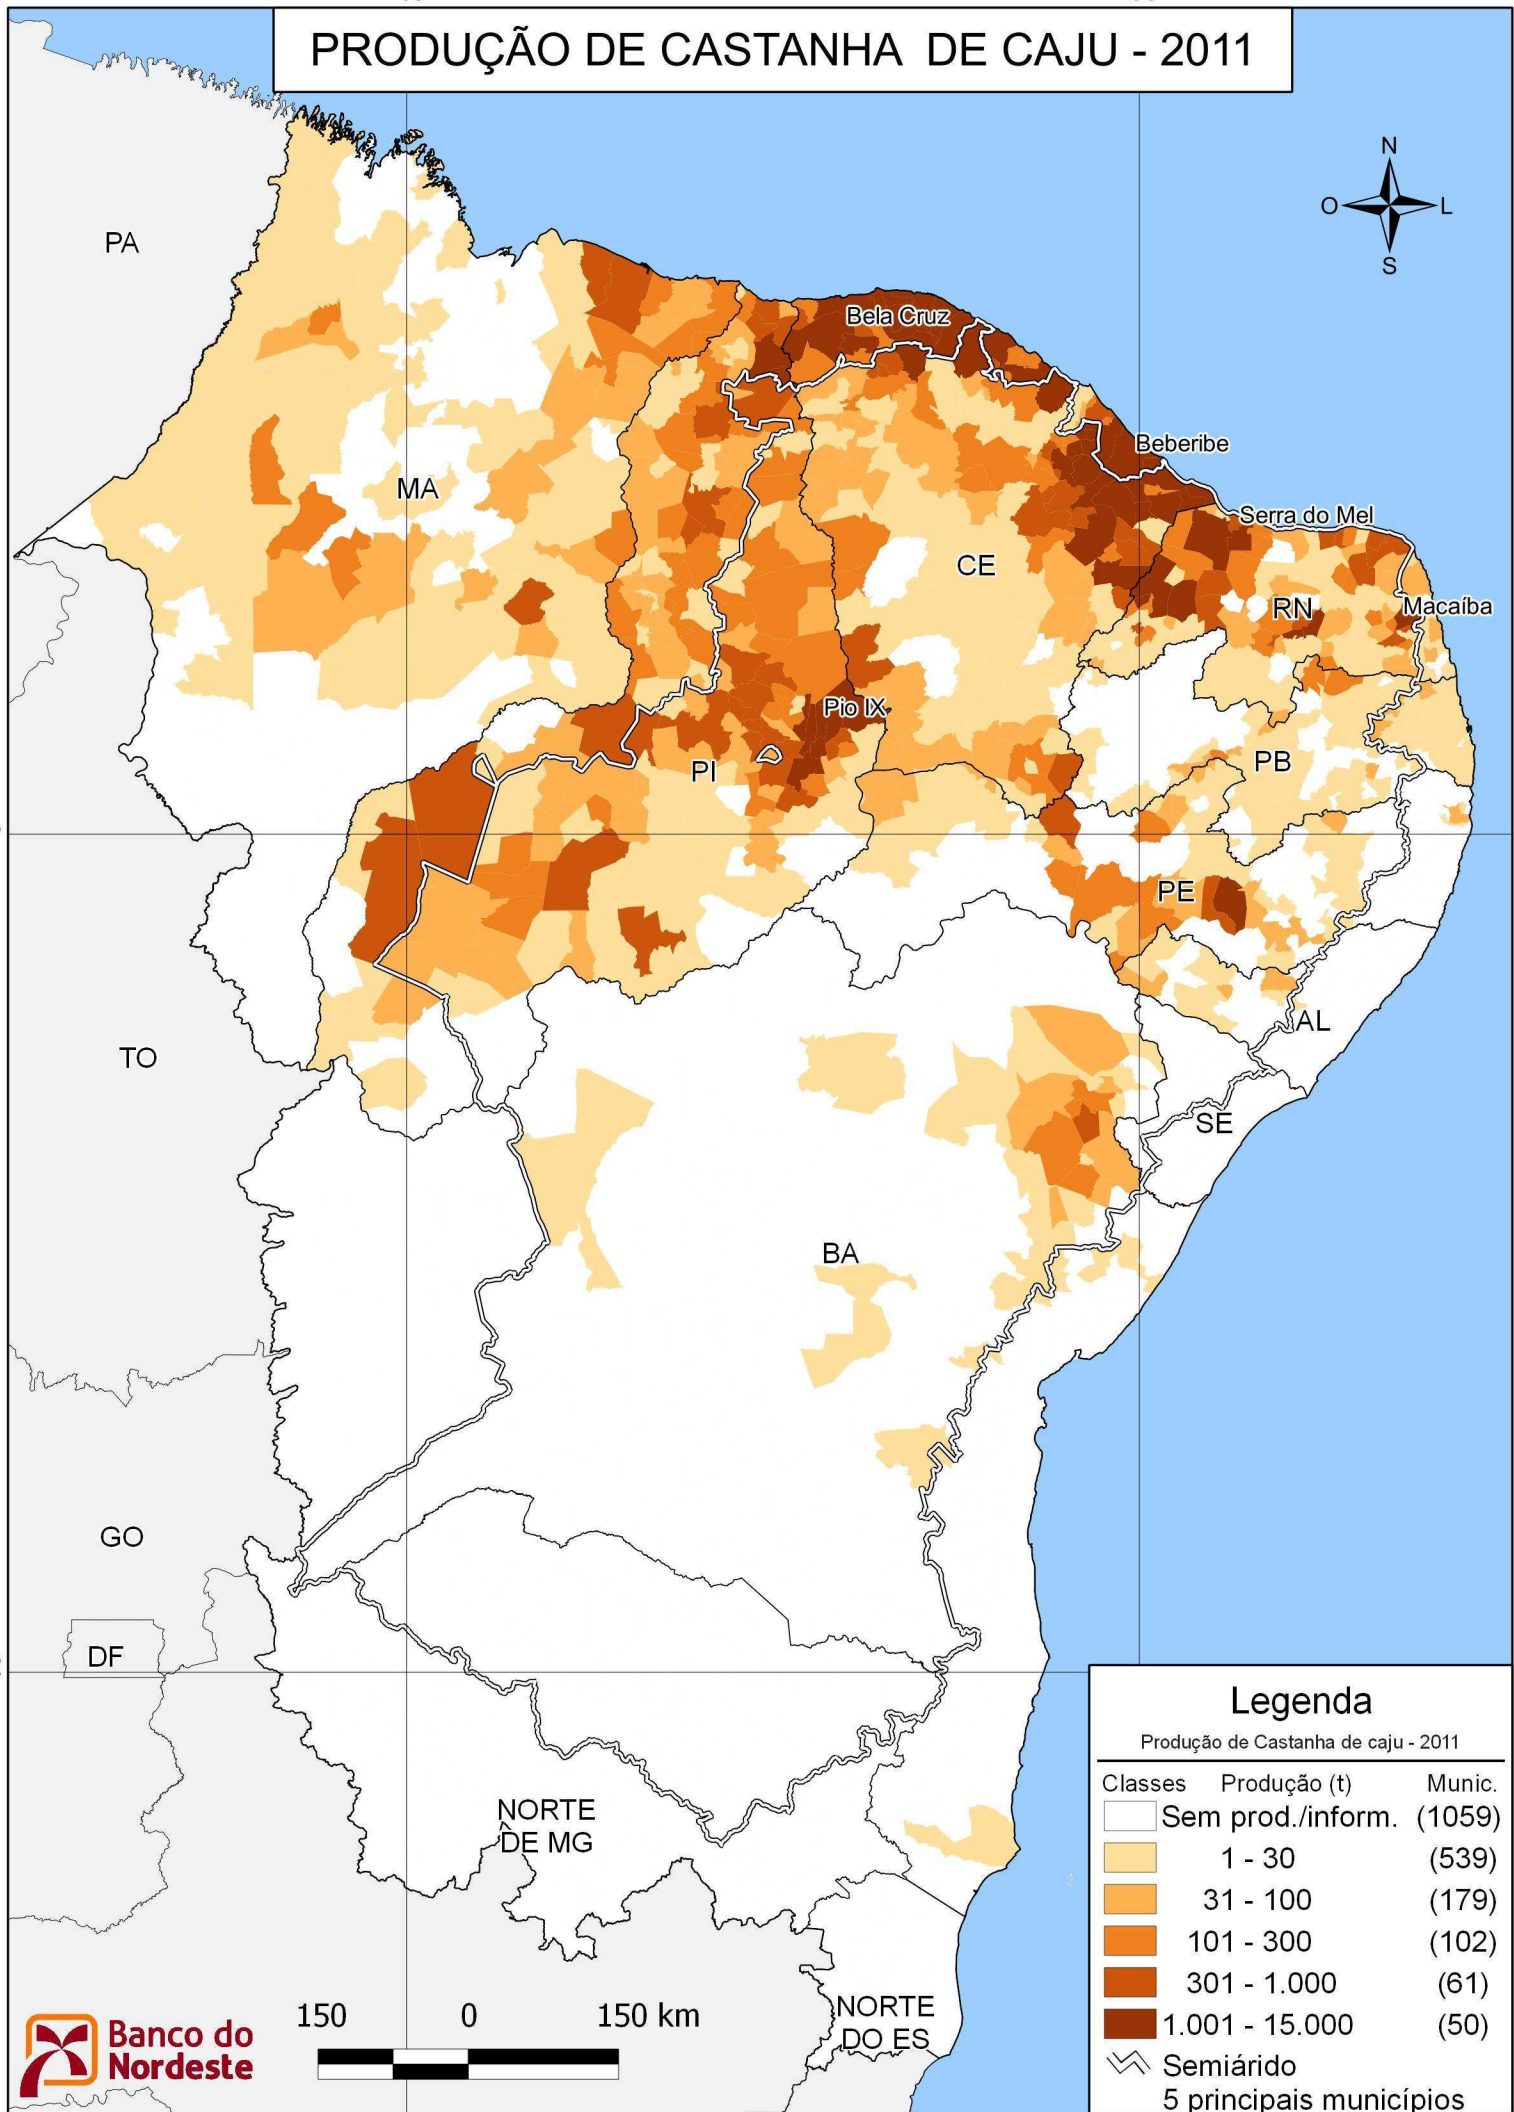 PRODUÇÃO DE CASTANHA DE CAJU - 2011
N
O
L
S
PA
Bela Cruz
Beberibe
MA
Serra do Mel
CE
RN
Macaíba
Pio IX
PI
PB
PE
AL
TO
SE
BA
GO
DF
NORTE
DE MG
NORTE
DO ES
Legenda
Produção de Castanha de caju - 2011
Classes Produção (t) Munic.
Sem prod./inform. (1059)
1 - 30 (539)
31 - 100 (179)
101 - 300 (102)
301 - 1.000 (61)
1.001 - 15.000 (50)
Semiárido
5 principais municípios
150 0 150 km
Banco do
Nordeste